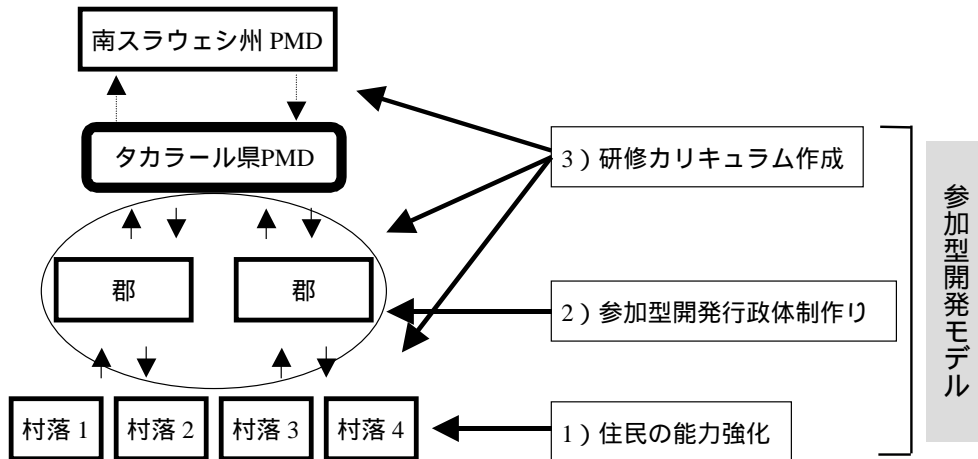 南スラウェシ州 PMD
タカラール県PMD
郡
郡
村落 1
村落 2
村落 3
村落 4
3）研修カリキュラム作成
2）参加型開発行政体制作り
1）住民の能力強化
参加型開発モデル